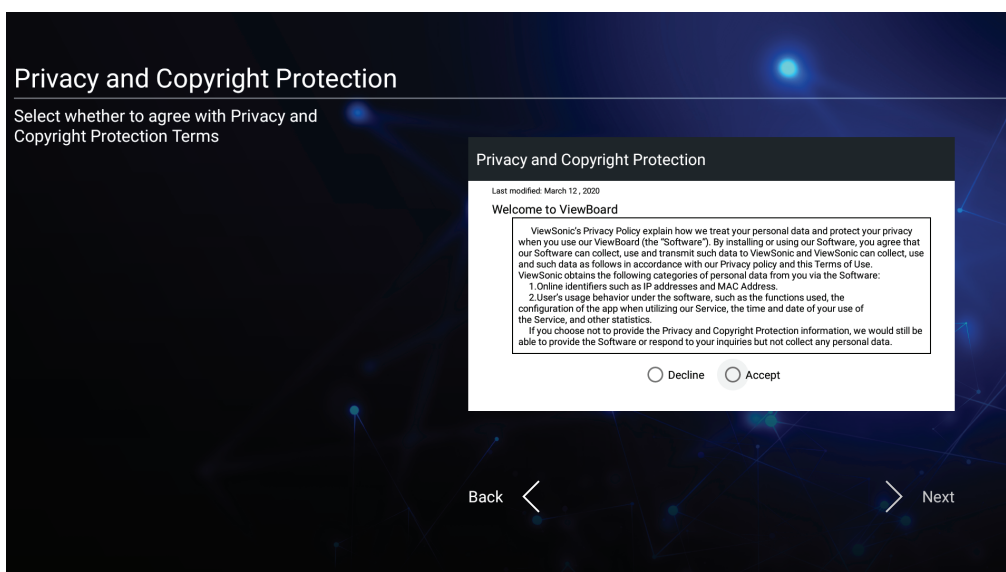 Privacy and Copyright Protection
Select whether to agree with Privacy and
Copyright Protection Terms
Privacy and Copyright Protection
Last modified: March 12 , 2020
Welcome to ViewBoard
ViewSonic's Privacy Policy explain how we treat your personal data and protect your privacy
when you use our ViewBoard (the "Software"). By installing or using our Software, you agree that
our Software can collect, use and transmit such data to ViewSonic and ViewSonic can collect, use
and such data as follows in accordance with our Privacy policy and this Terms of Use.
ViewSonic obtains the following categories of personal data from you via the Software:
1.Online identifiers such as IP addresses and MAC Address.
2.User's usage behavior under the software, such as the functions used, the
configuration of the app when utilizing our Service, the time and date of your use of
the Service, and other statistics.
If you choose not to provide the Privacy and Copyright Protection information, we would still be
able to provide the Software or respond to your inquiries but not collect any personal data.
Decline Accept
Back Next